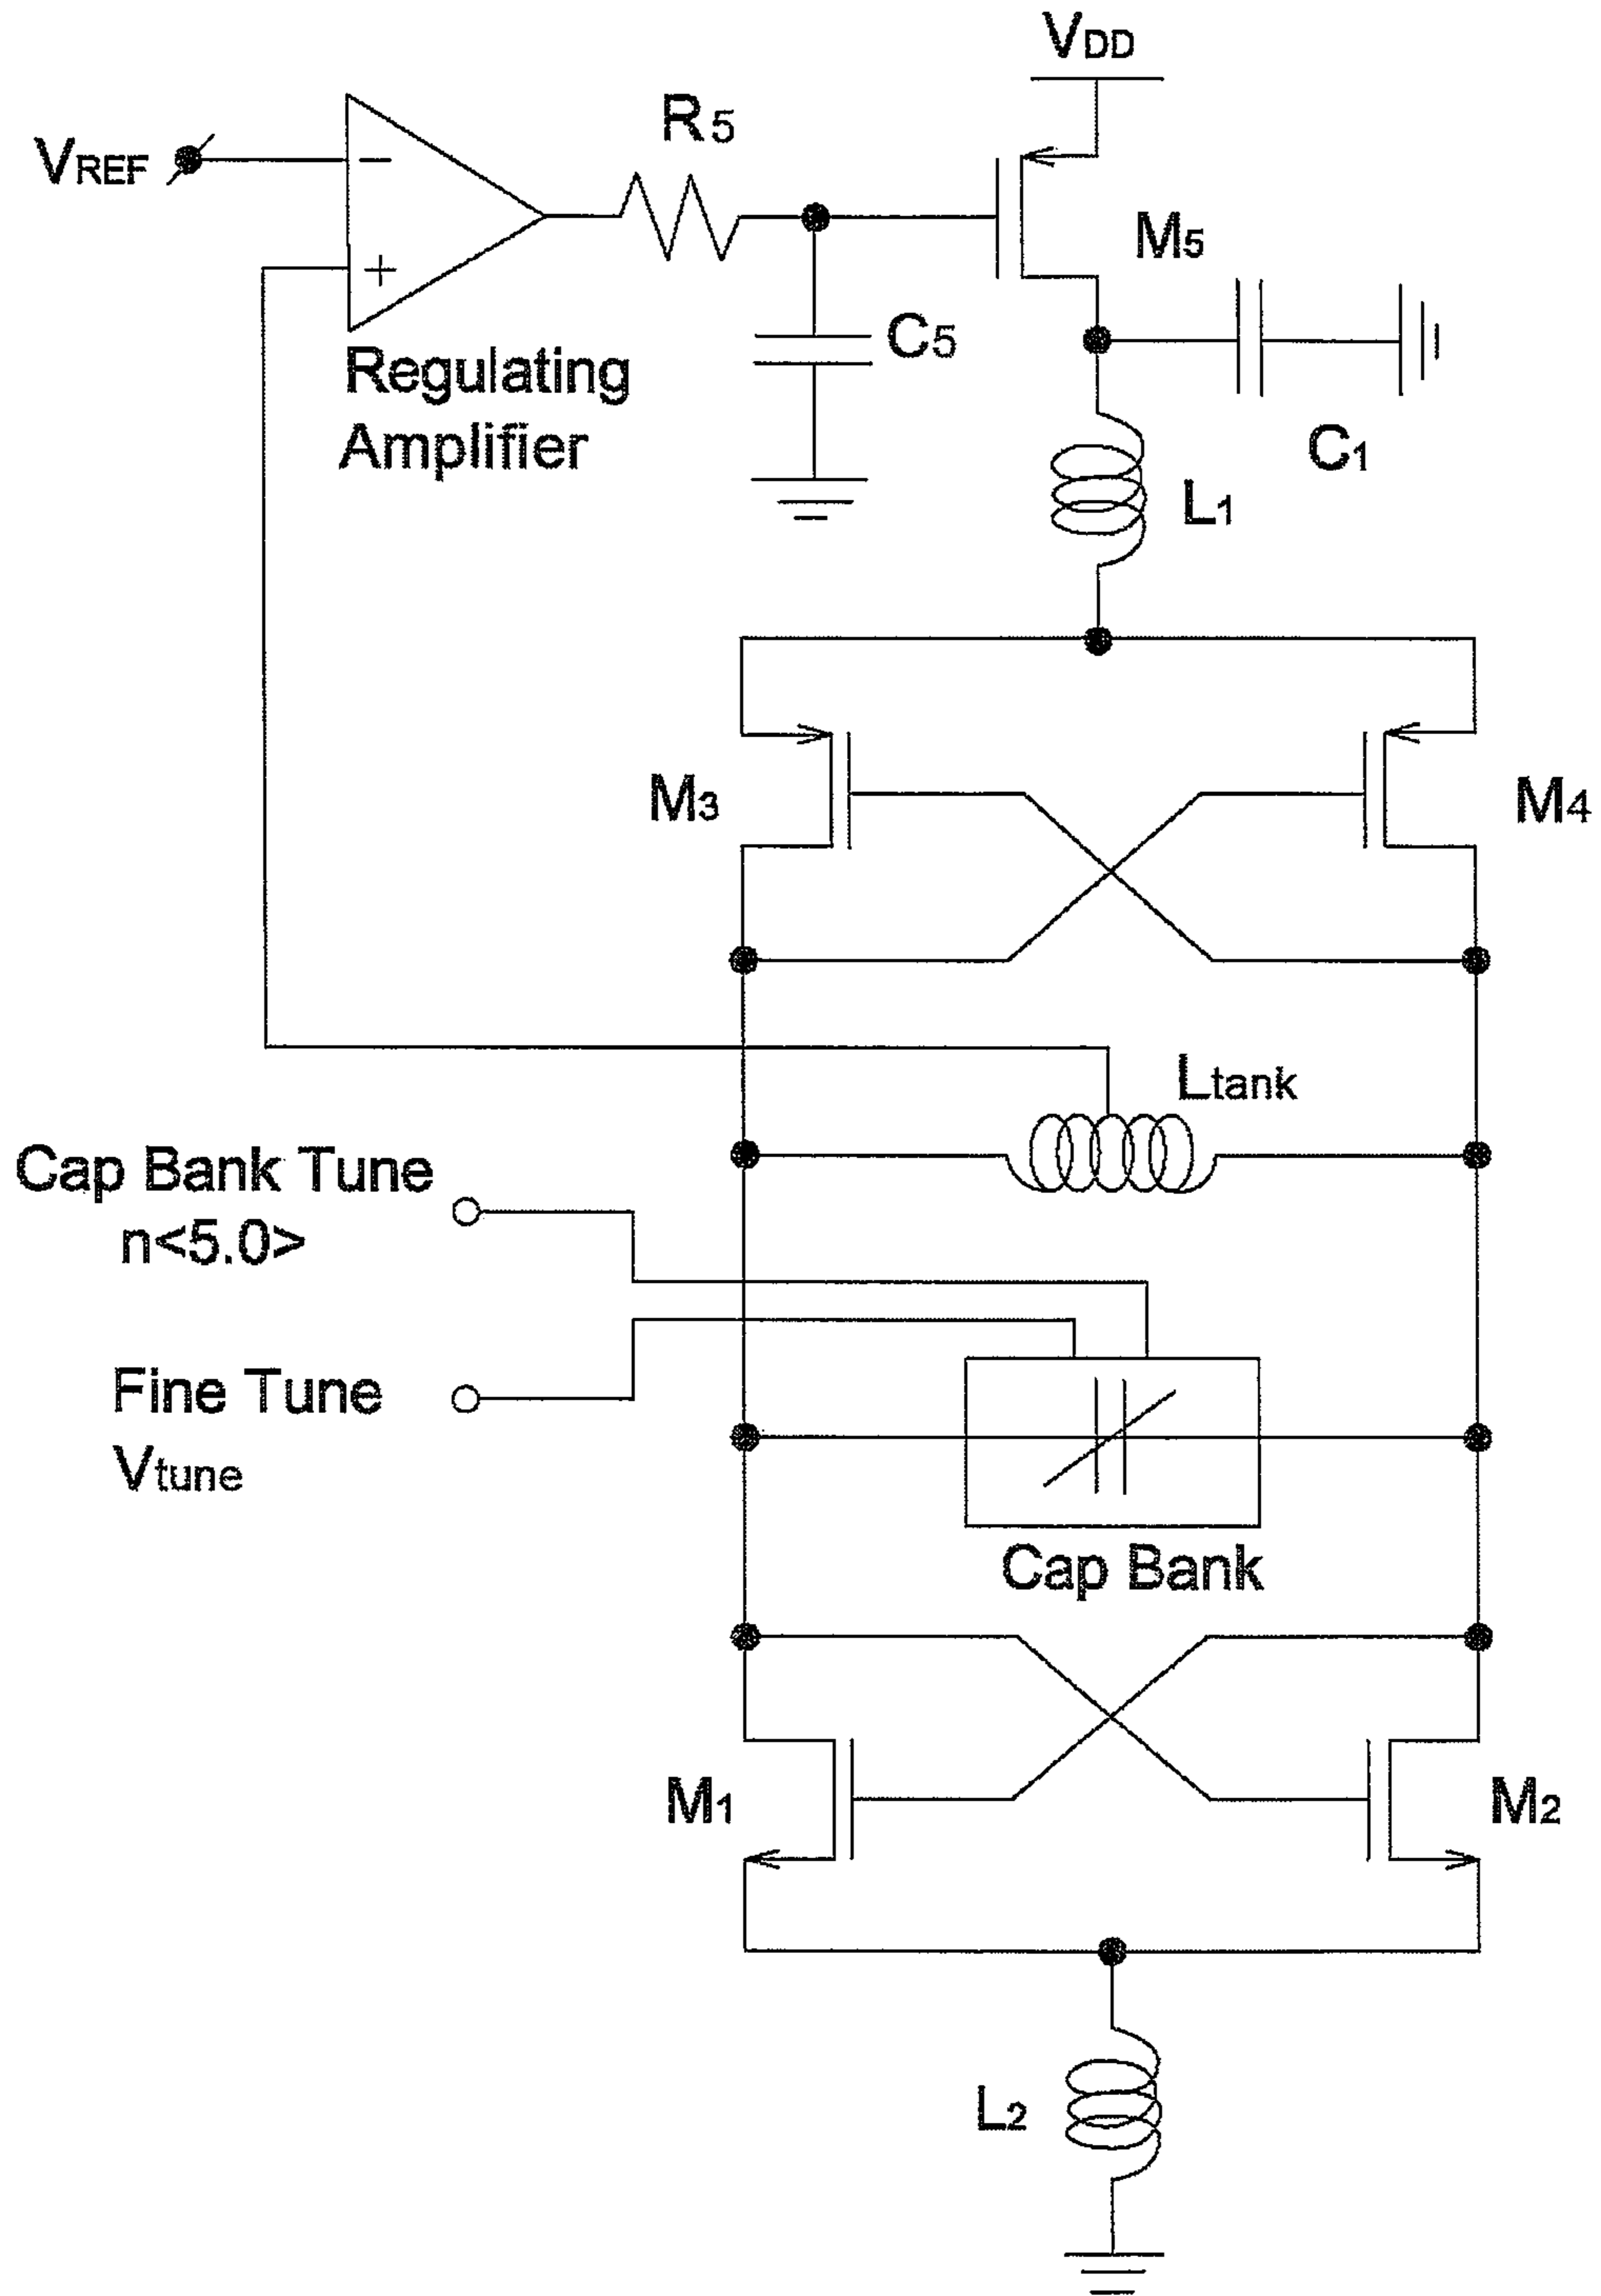 VDD
R5
VREF
−
+
M5
Regulating
Amplifier
C5
C1
L1
M3
M4
Ltank
Cap Bank Tune
n<5.0>
Fine Tune
Vtune
Cap Bank
M1
M2
L2